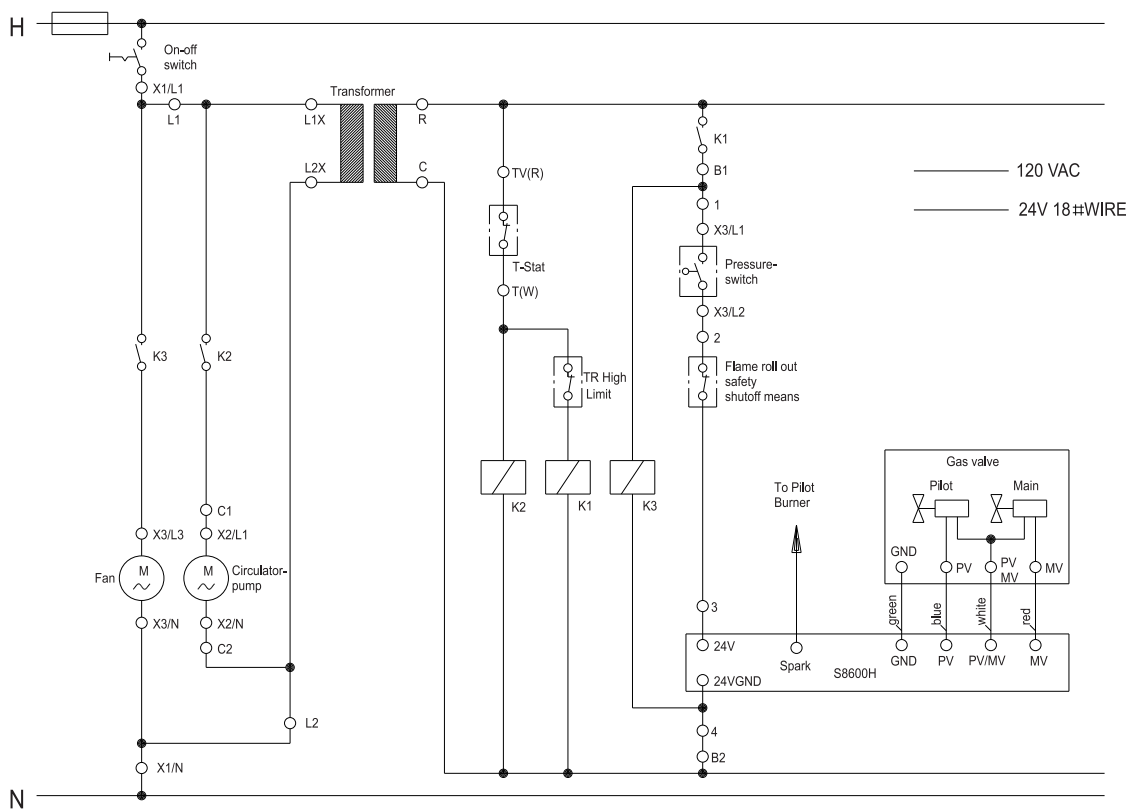 H
On-off
switch
X1/L1
L1
Transformer
L1X
R
L2X
C
K1
B1
TV(R)
1
X3/L1
120 VAC
24V 18#WIRE
T-Stat
Pressure-
switch
T(W)
X3/L2
2
K3
K2
TR High
Limit
Flame roll out
safety
shutoff means
K2
K1
K3
To Pilot
Burner
Gas valve
Pilot
Main
C1
X3/L3
X2/L1
Fan
M
M
Circulator-
pump
GND
PV
PV
MV
MV
X3/N
X2/N
C2
3
green
blue
white
red
24V
Spark
GND
PV
PV/MV
MV
S8600H
24VGND
L2
4
B2
X1/N
N